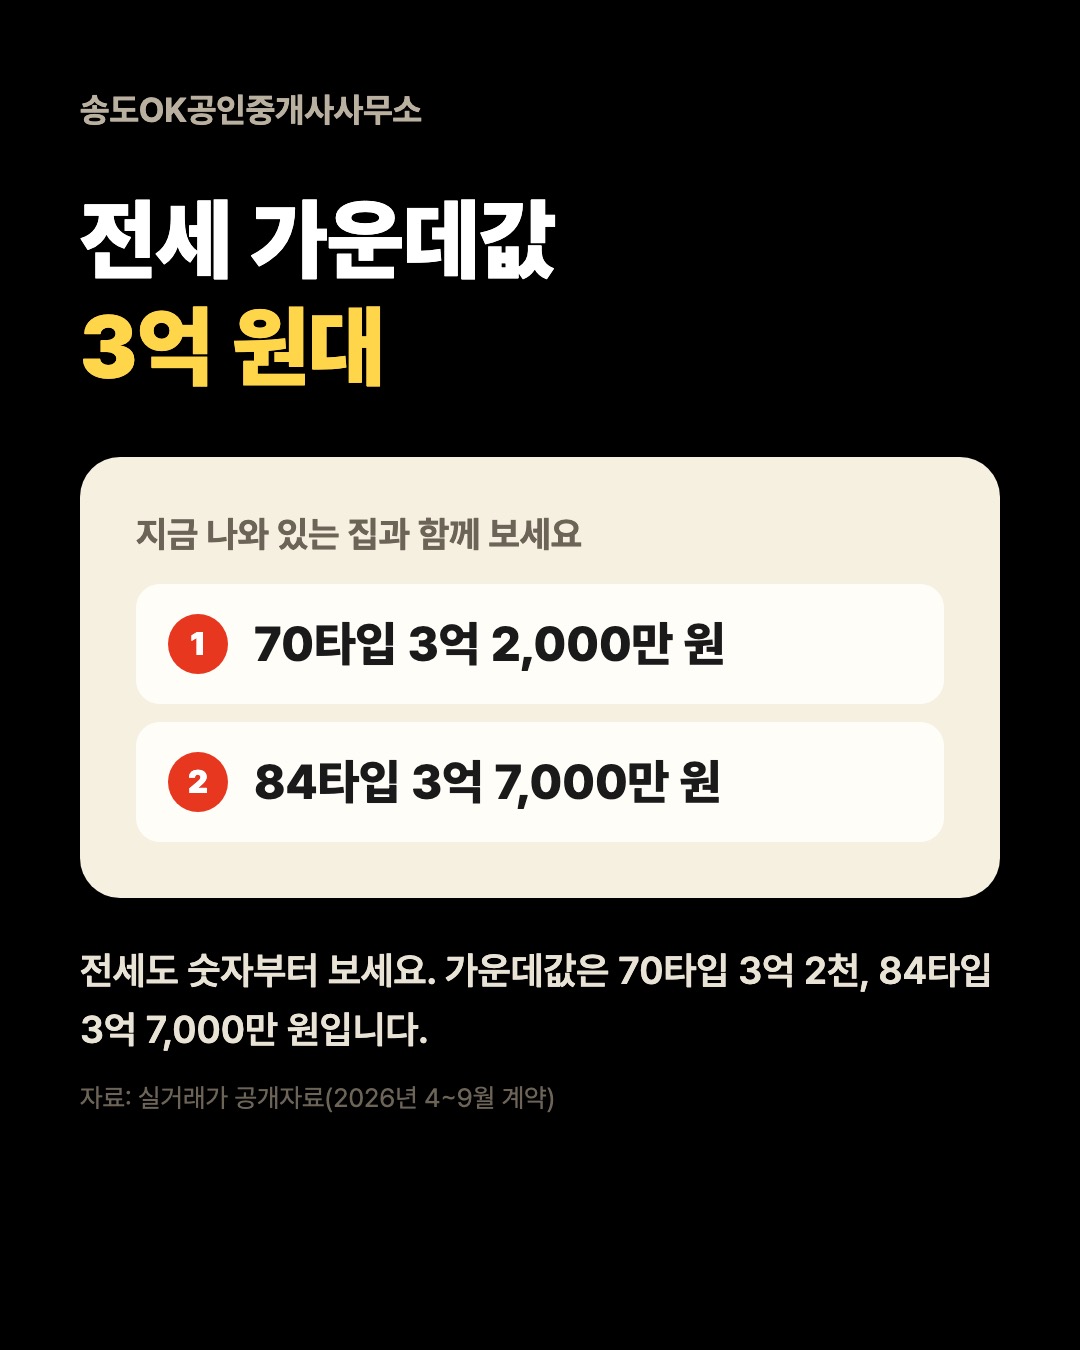 송도OK공인중개사사무소
전세 가운데값
3억 원대
지금 나와 있는 집과 함께 보세요
1 70타입 3억 2,000만 원
2 84타입 3억 7,000만 원
전세도 숫자부터 보세요. 가운데값은 70타입 3억 2천, 84타입
3억 7,000만 원입니다.
자료: 실거래가 공개자료(2026년 4~9월 계약)